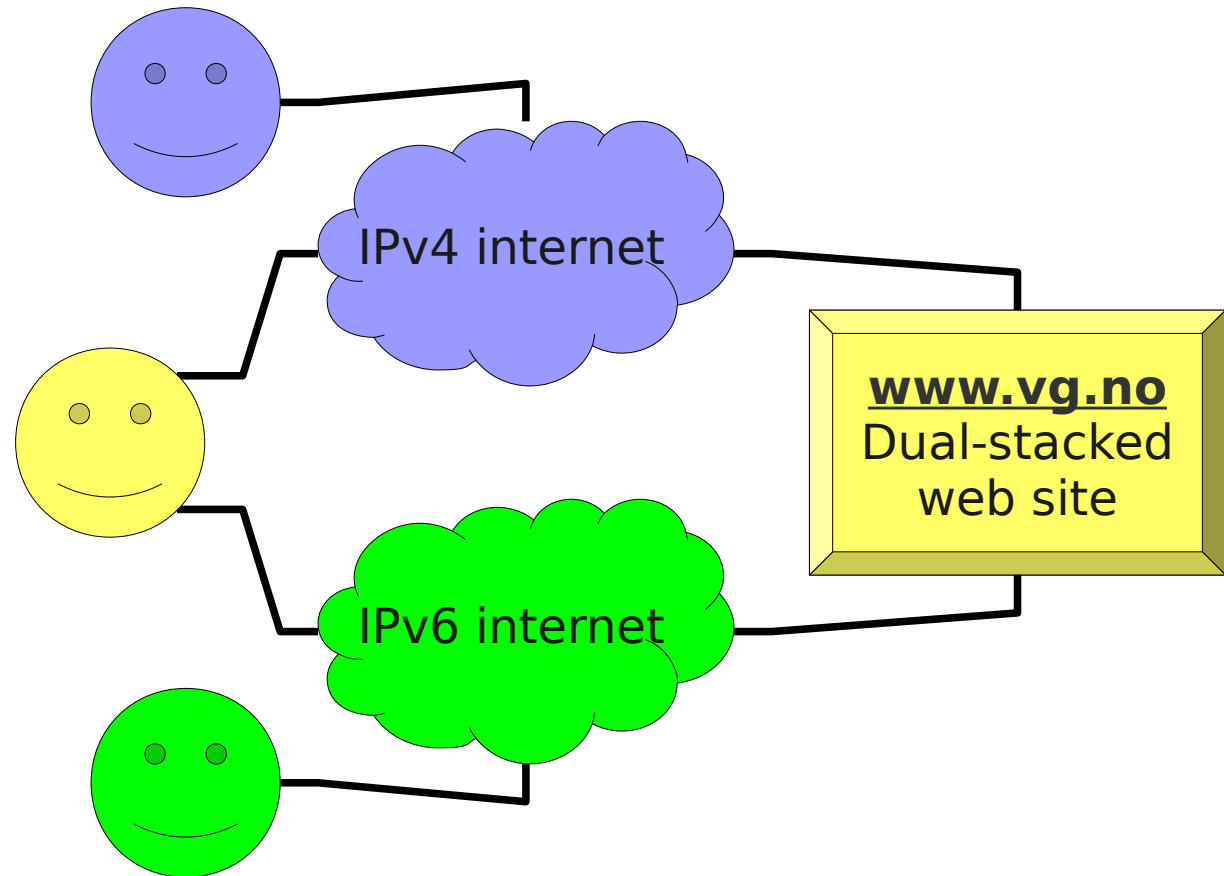 IPv4 internet
www.vg.no
Dual-stacked
web site
IPv6 internet